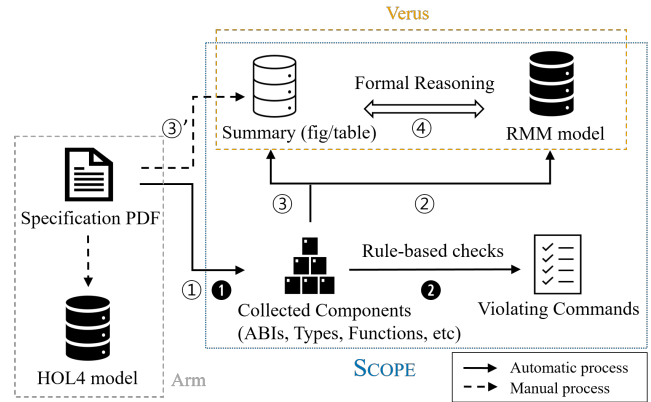 Verus
Formal Reasoning
④
Summary (fig/table)
RMM model
③’
③
②
Specification PDF
Rule-based checks
① ❶
❷
Collected Components
(ABIs, Types, Functions, etc)
Violating Commands
HOL4 model
Arm
SCOPE
Automatic process
Manual process